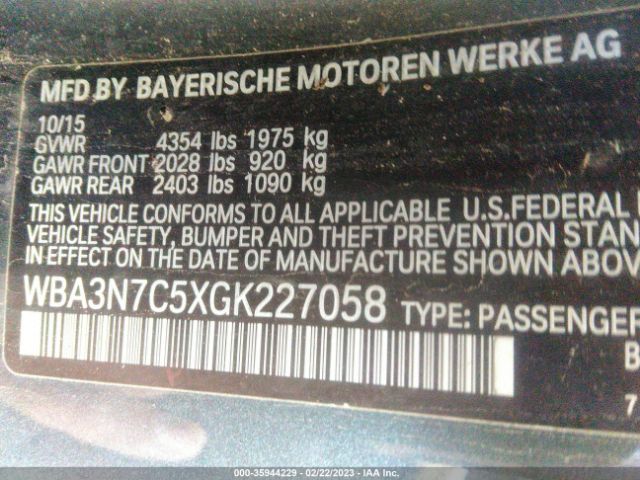 MFD BY BAYERISCHE MOTOREN WERKE AG
10/15
GVWR 4354 lbs 1975 kg
GAWR FRONT 2028 lbs 920 kg
GAWR REAR 2403 lbs 1090 kg
THIS VEHICLE CONFORMS TO ALL APPLICABLE U.S.FEDERAL
VEHICLE SAFETY, BUMPER AND THEFT PREVENTION STAN
IN EFFECT ON THE DATE OF MANUFACTURE SHOWN ABOV
WBA3N7C5XGK227058 TYPE: PASSENGER
B
7
000-35944229 - 02/22/2023 - IAA Inc.